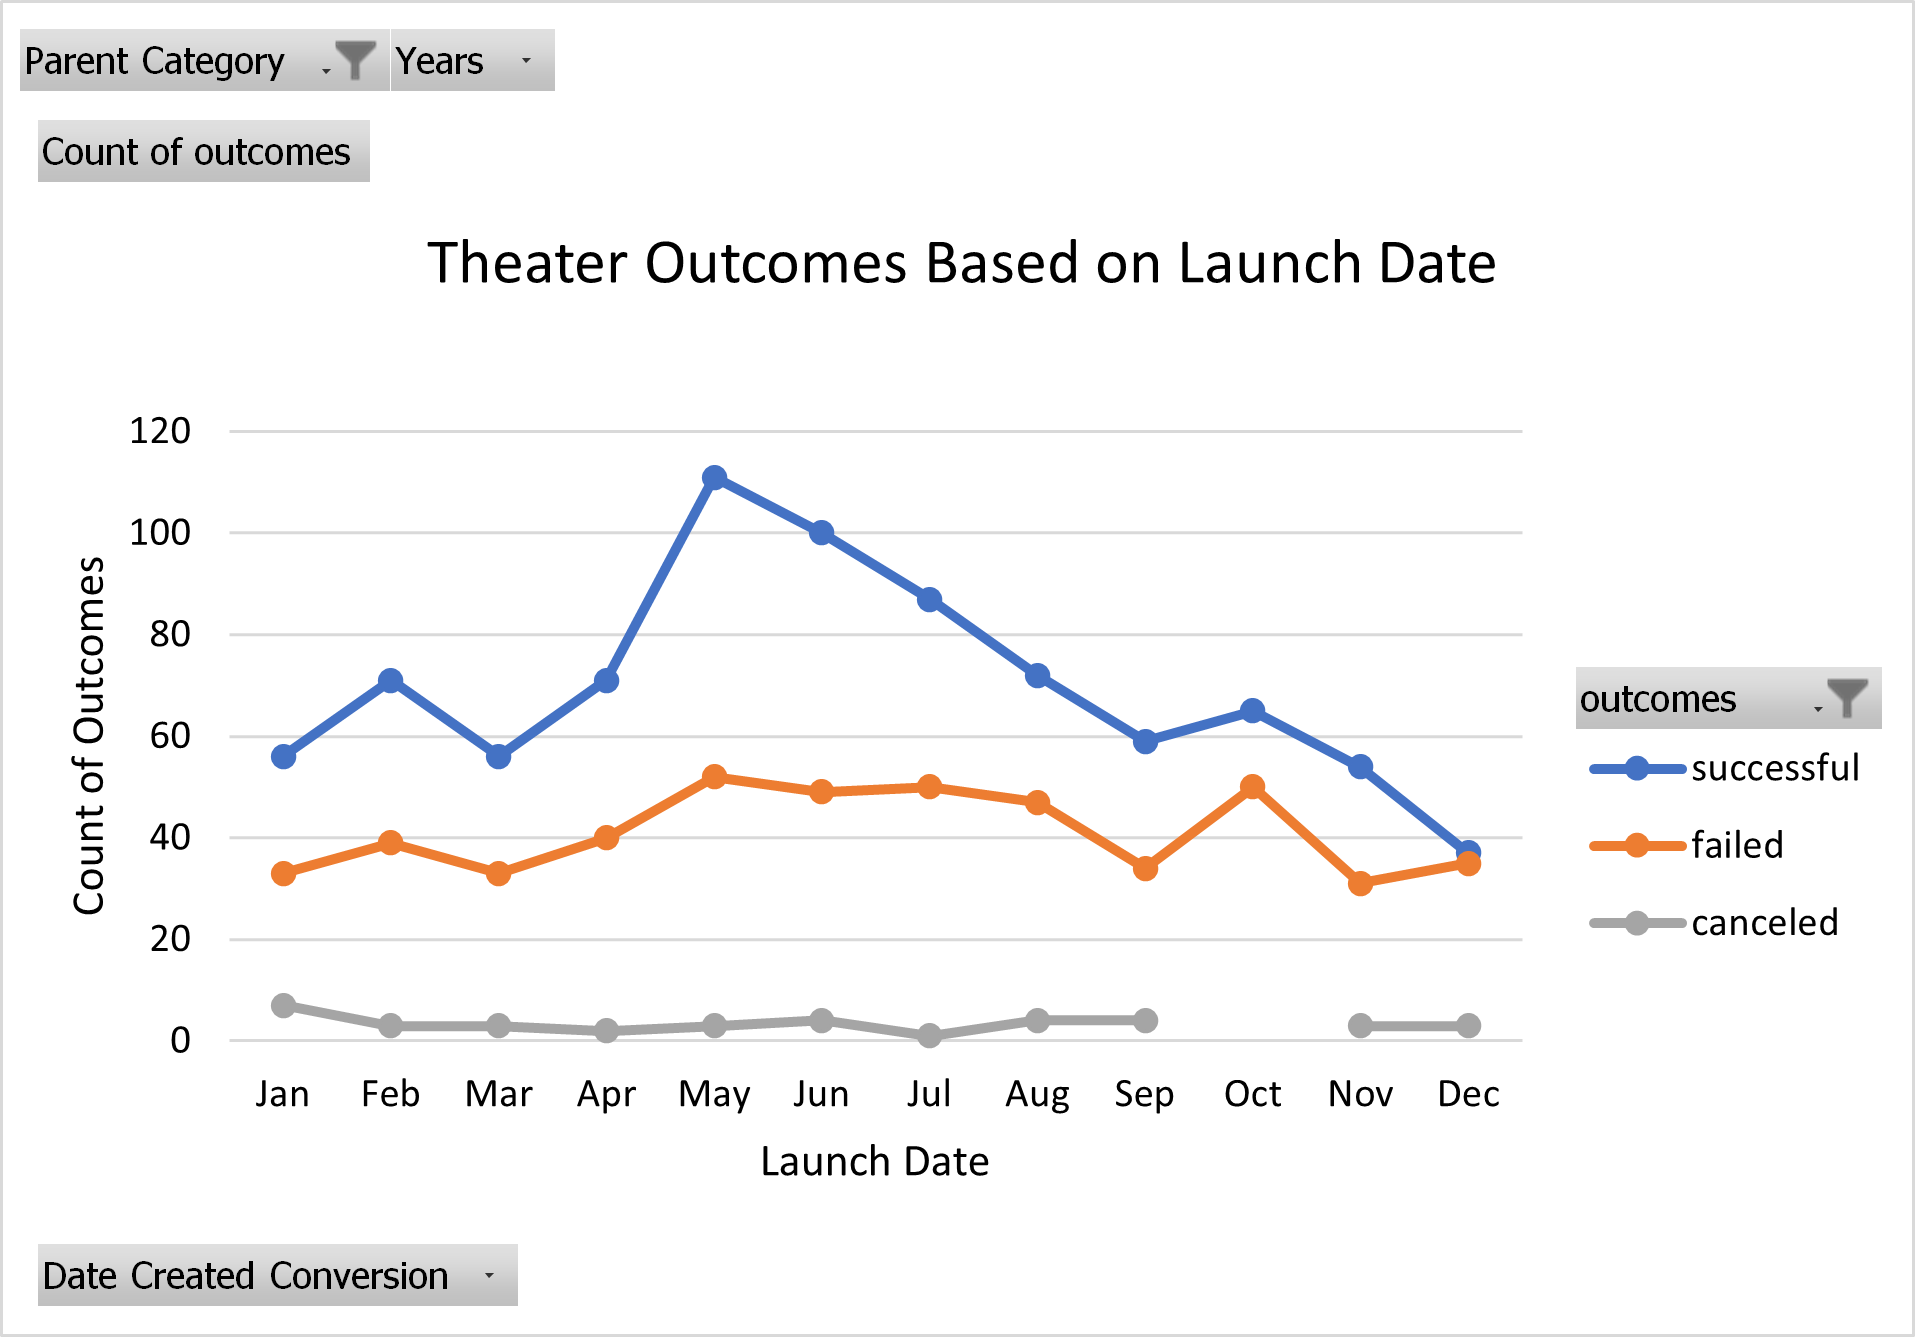 Parent Category Years
Count of outcomes
Theater Outcomes Based on Launch Date
120
100
80
60
40
20
0
Count of Outcomes
Jan Feb Mar Apr May Jun Jul Aug Sep Oct Nov Dec
Launch Date
outcomes
successful
failed
canceled
Date Created Conversion